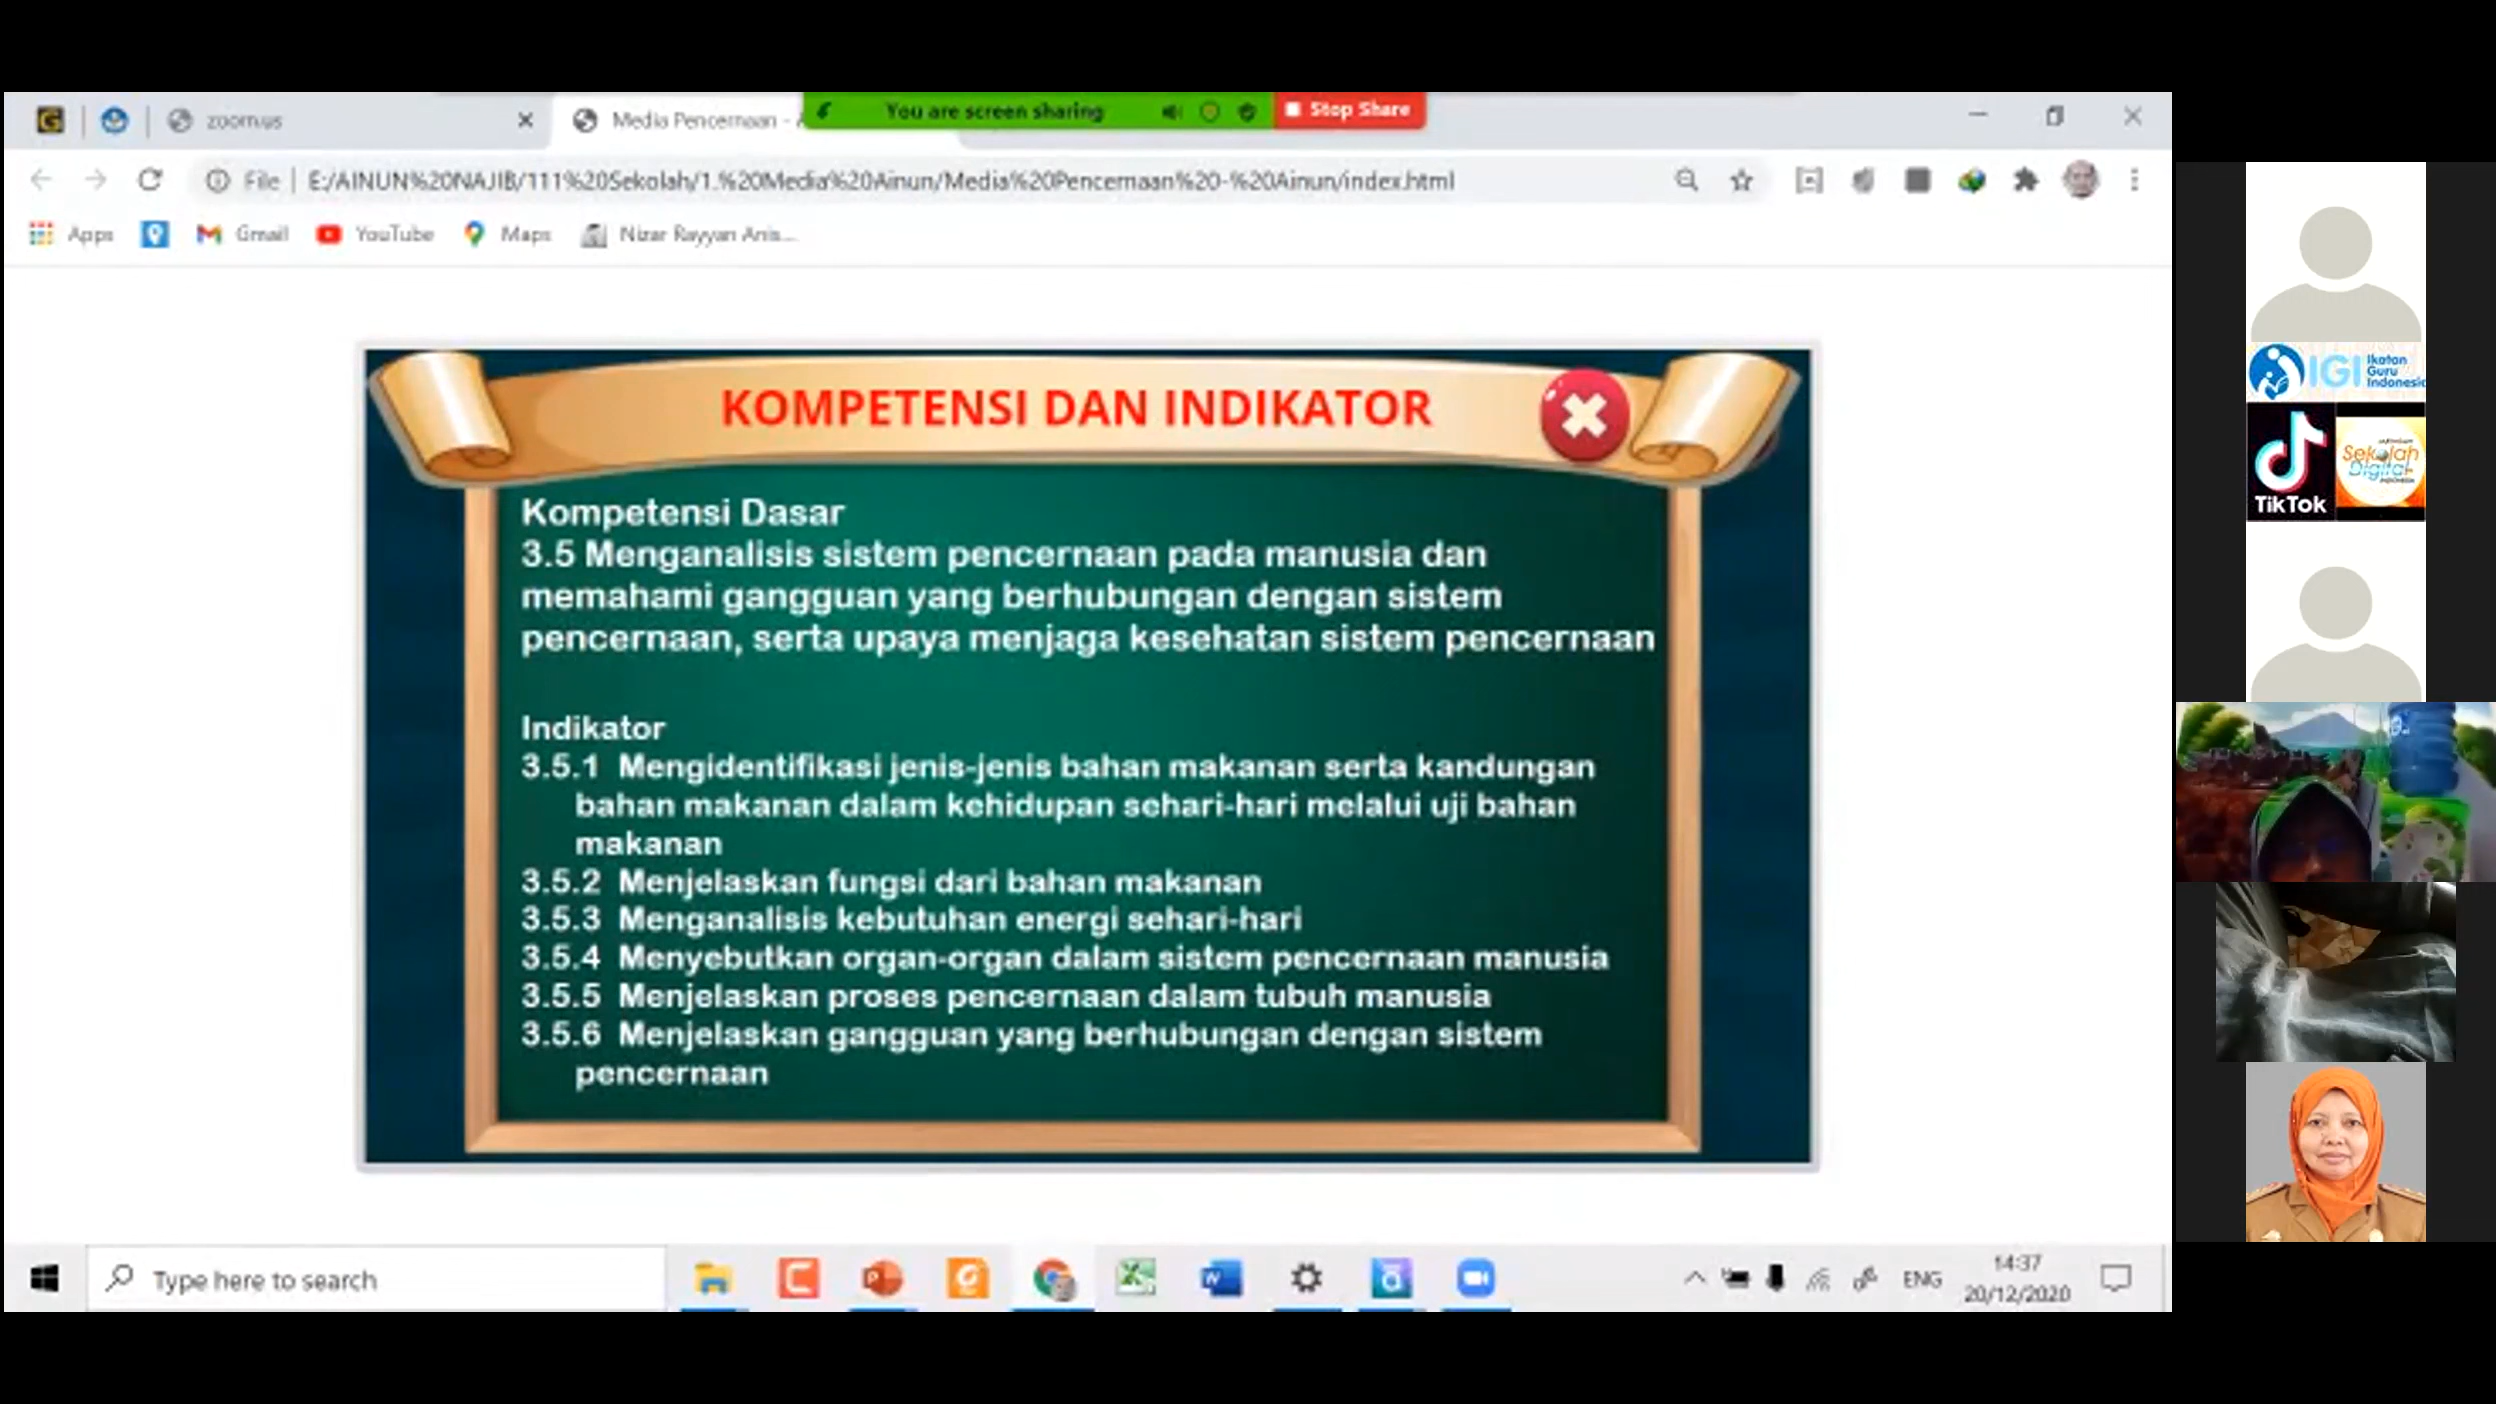 zoom.us
Media Pencernaan -
You are screen sharing
Stop Share
File
E:/AINUN%20NAJIB/111%20Sekolah/1.%20Media%20Ainun/Media%20Pencernaan%20-%20Ainun/index.html
Apps
Gmail
YouTube
Maps
Nizar Rayyan Anis...
KOMPETENSI DAN INDIKATOR
Kompetensi Dasar
3.5 Menganalisis sistem pencernaan pada manusia dan
memahami gangguan yang berhubungan dengan sistem
pencernaan, serta upaya menjaga kesehatan sistem pencernaan
Indikator
3.5.1 Mengidentifikasi jenis-jenis bahan makanan serta kandungan
bahan makanan dalam kehidupan sehari-hari melalui uji bahan
makanan
3.5.2 Menjelaskan fungsi dari bahan makanan
3.5.3 Menganalisis kebutuhan energi sehari-hari
3.5.4 Menyebutkan organ-organ dalam sistem pencernaan manusia
3.5.5 Menjelaskan proses pencernaan dalam tubuh manusia
3.5.6 Menjelaskan gangguan yang berhubungan dengan sistem
pencernaan
IGI Ikatan
Guru
Indonesia
TikTok
Sekolah
Digital
INDONESIA
Type here to search
ENG
14:37
20/12/2020